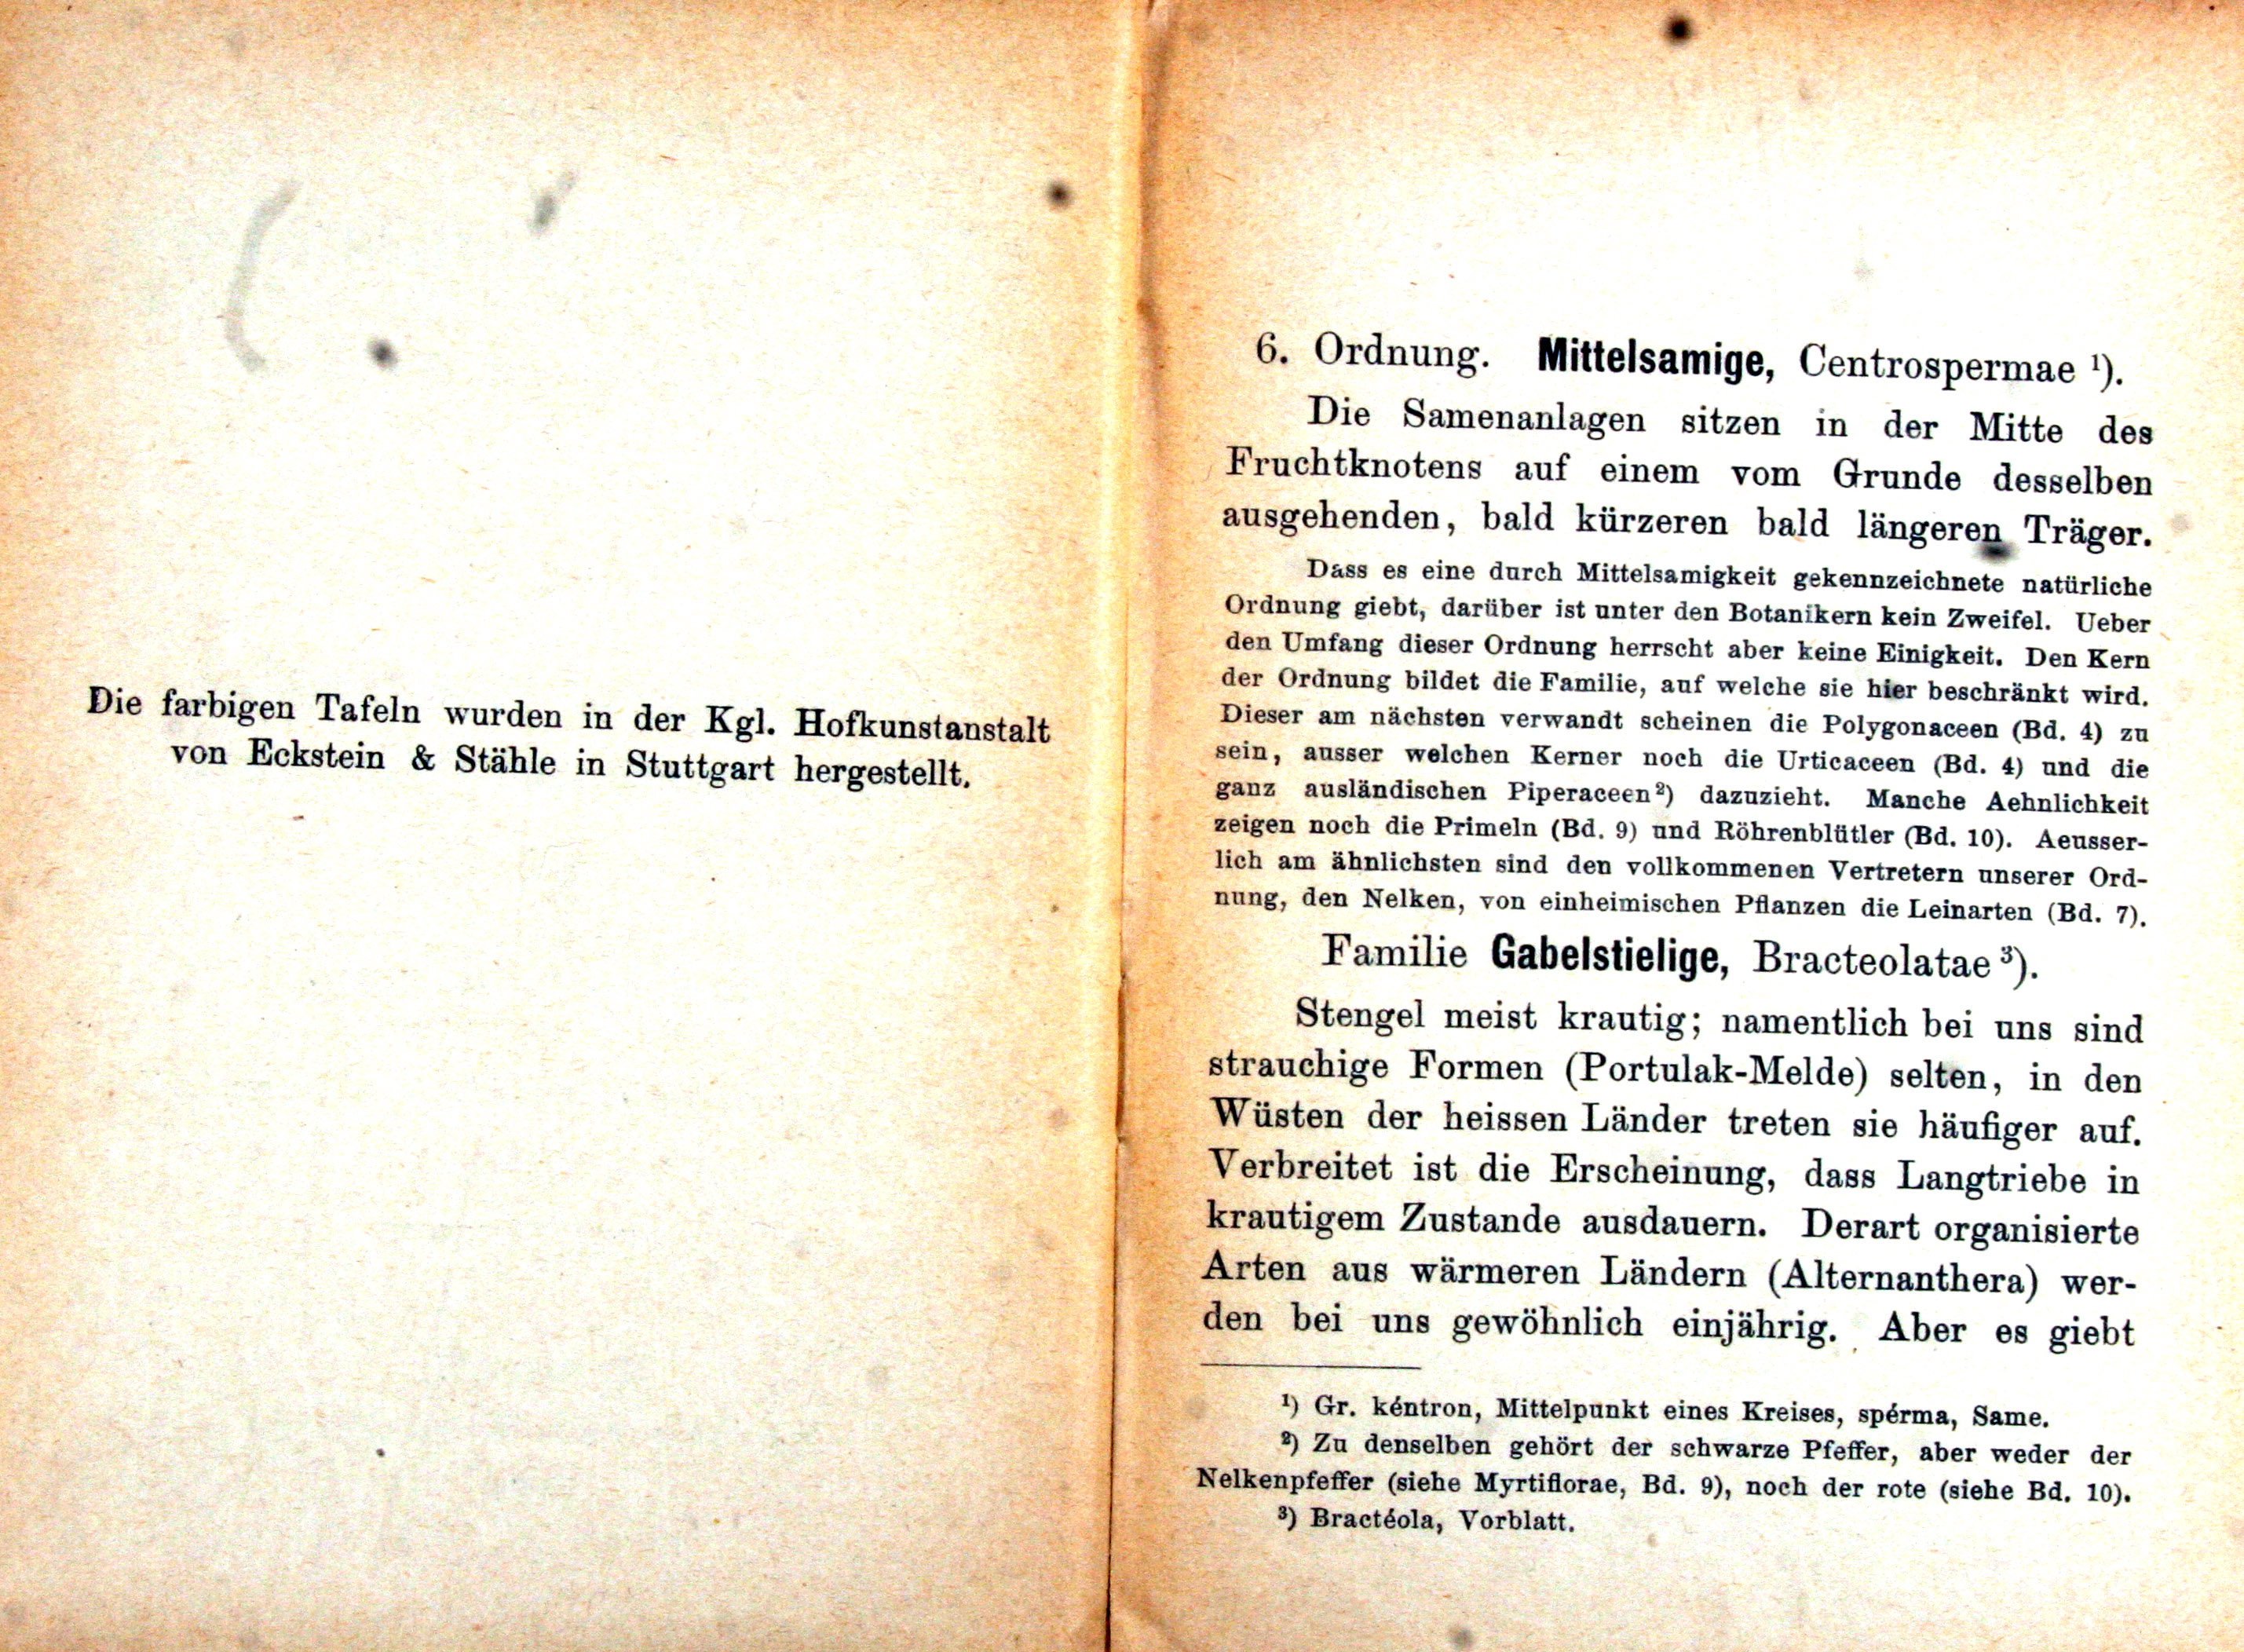 Die farbigen Tafeln wurden in der Kgl. Hofkunstanstalt
von Eckstein & Stähle in Stuttgart hergestellt.
6. Ordnung. Mittelsamige, Centrospermae ¹).
Die Samenanlagen sitzen in der Mitte des
Fruchtknotens auf einem vom Grunde desselben
ausgehenden, bald kürzeren bald längeren Träger.
Dass es eine durch Mittelsamigkeit gekennzeichnete natürliche
Ordnung giebt, darüber ist unter den Botanikern kein Zweifel. Ueber
den Umfang dieser Ordnung herrscht aber keine Einigkeit. Den Kern
der Ordnung bildet die Familie, auf welche sie hier beschränkt wird.
Dieser am nächsten verwandt scheinen die Polygonaceen (Bd. 4) zu
sein, ausser welchen Kerner noch die Urticaceen (Bd. 4) und die
ganz ausländischen Piperaceen²) dazuzieht. Manche Aehnlichkeit
zeigen noch die Primeln (Bd. 9) und Röhrenblütler (Bd. 10). Aeusser-
lich am ähnlichsten sind den vollkommenen Vertretern unserer Ord-
nung, den Nelken, von einheimischen Pflanzen die Leinarten (Bd. 7).
Familie Gabelstielige, Bracteolatae ³).
Stengel meist krautig; namentlich bei uns sind
strauchige Formen (Portulak-Melde) selten, in den
Wüsten der heissen Länder treten sie häufiger auf.
Verbreitet ist die Erscheinung, dass Langtriebe in
krautigem Zustande ausdauern. Derart organisierte
Arten aus wärmeren Ländern (Alternanthera) wer-
den bei uns gewöhnlich einjährig. Aber es giebt
¹) Gr. kéntron, Mittelpunkt eines Kreises, spérma, Same.
²) Zu denselben gehört der schwarze Pfeffer, aber weder der
Nelkenpfeffer (siehe Myrtiflorae, Bd. 9), noch der rote (siehe Bd. 10).
³) Bractéola, Vorblatt.